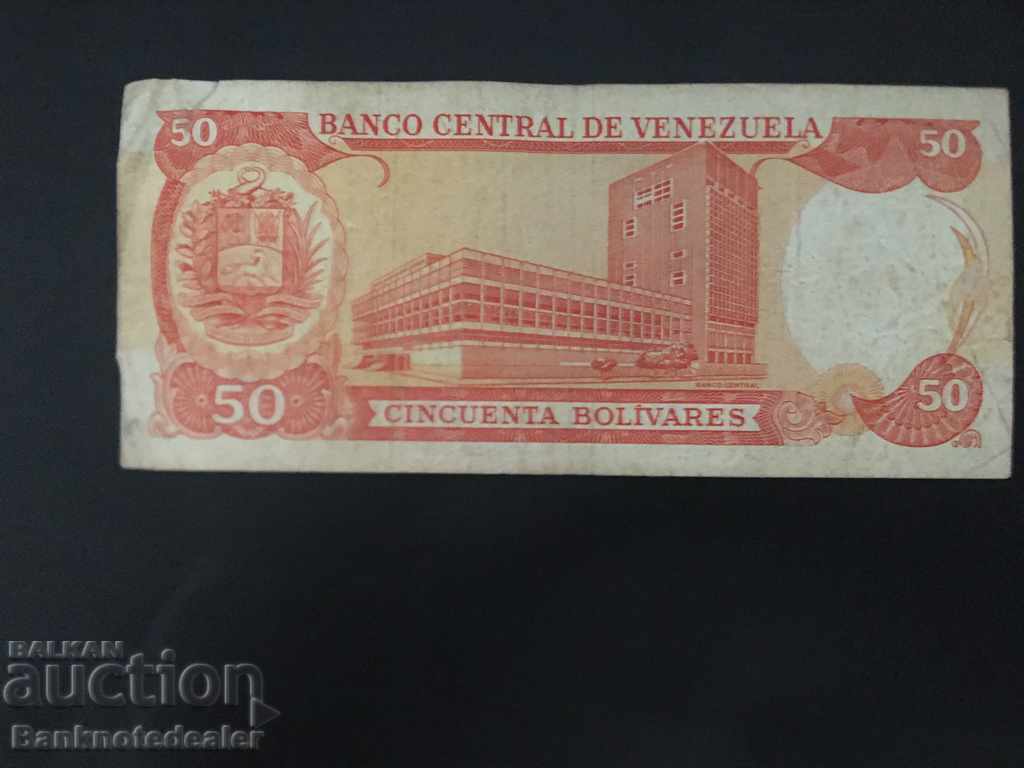 50 BANCO CENTRAL DE VENEZUELA 50
BANCO CENTRAL
50 CINCUENTA BOLÍVARES 50
BALKAN
auction
Banknotedealer